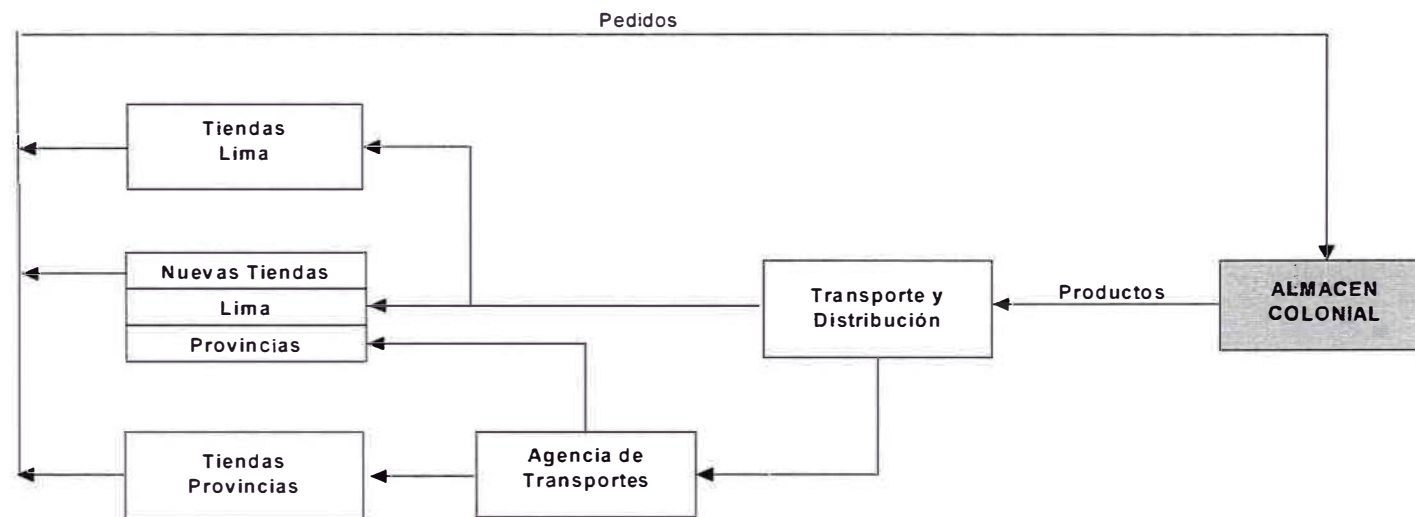 Pedidos
Tiendas
Lima
Nuevas Tiendas
Lima
Provincias
Transporte y
Distribución
Productos
ALMACEN
COLONIAL
Tiendas
Provincias
Agencia de
Transportes